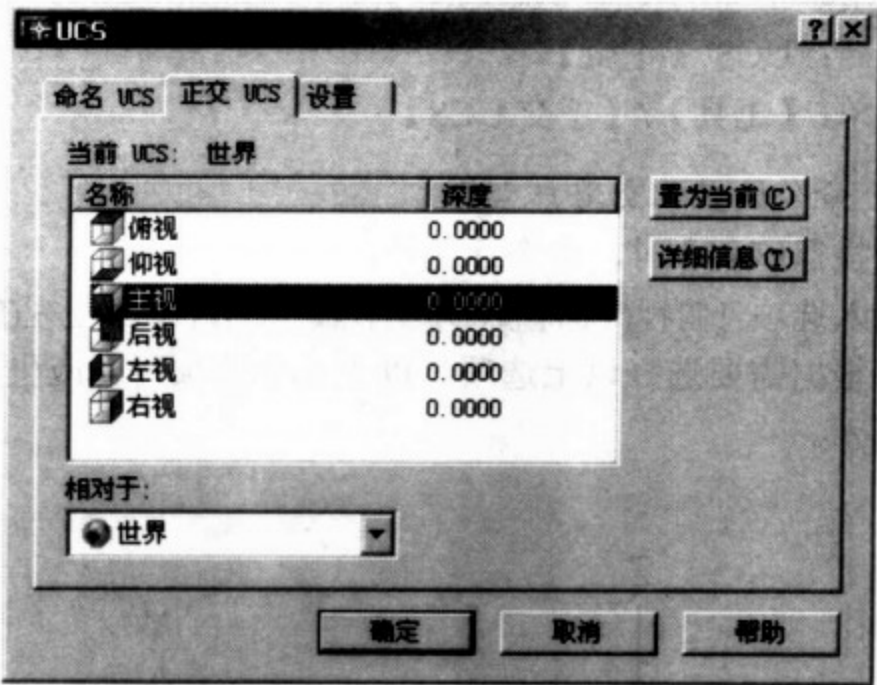 UCS
命名 UCS 正交 UCS 设置
当前 UCS: 世界
名称 深度
置为当前(C)
俯视 0.0000
仰视 0.0000
详细信息(T)
主视 0.0000
后视 0.0000
左视 0.0000
右视 0.0000
相对于:
世界
确定 取消 帮助